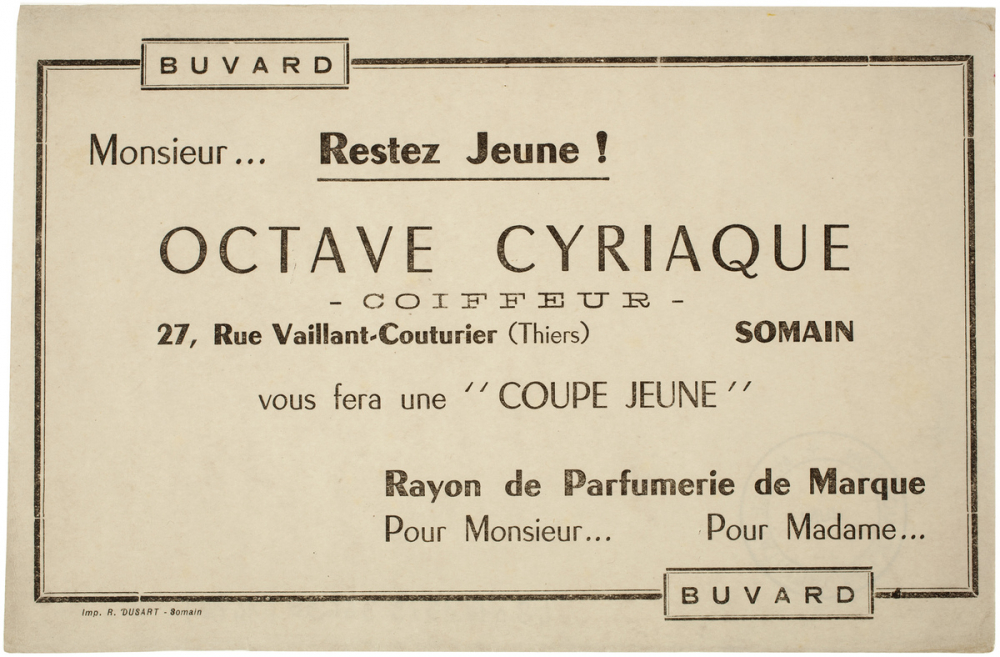 BUVARD
Monsieur... Restez Jeune !
OCTAVE CYRIAQUE
- COIFFEUR -
27, Rue Vaillant-Couturier (Thiers) SOMAIN
vous fera une " COUPE JEUNE "
Rayon de Parfumerie de Marque
Pour Monsieur... Pour Madame...
BUVARD
Imp. R. DUSART - Somain